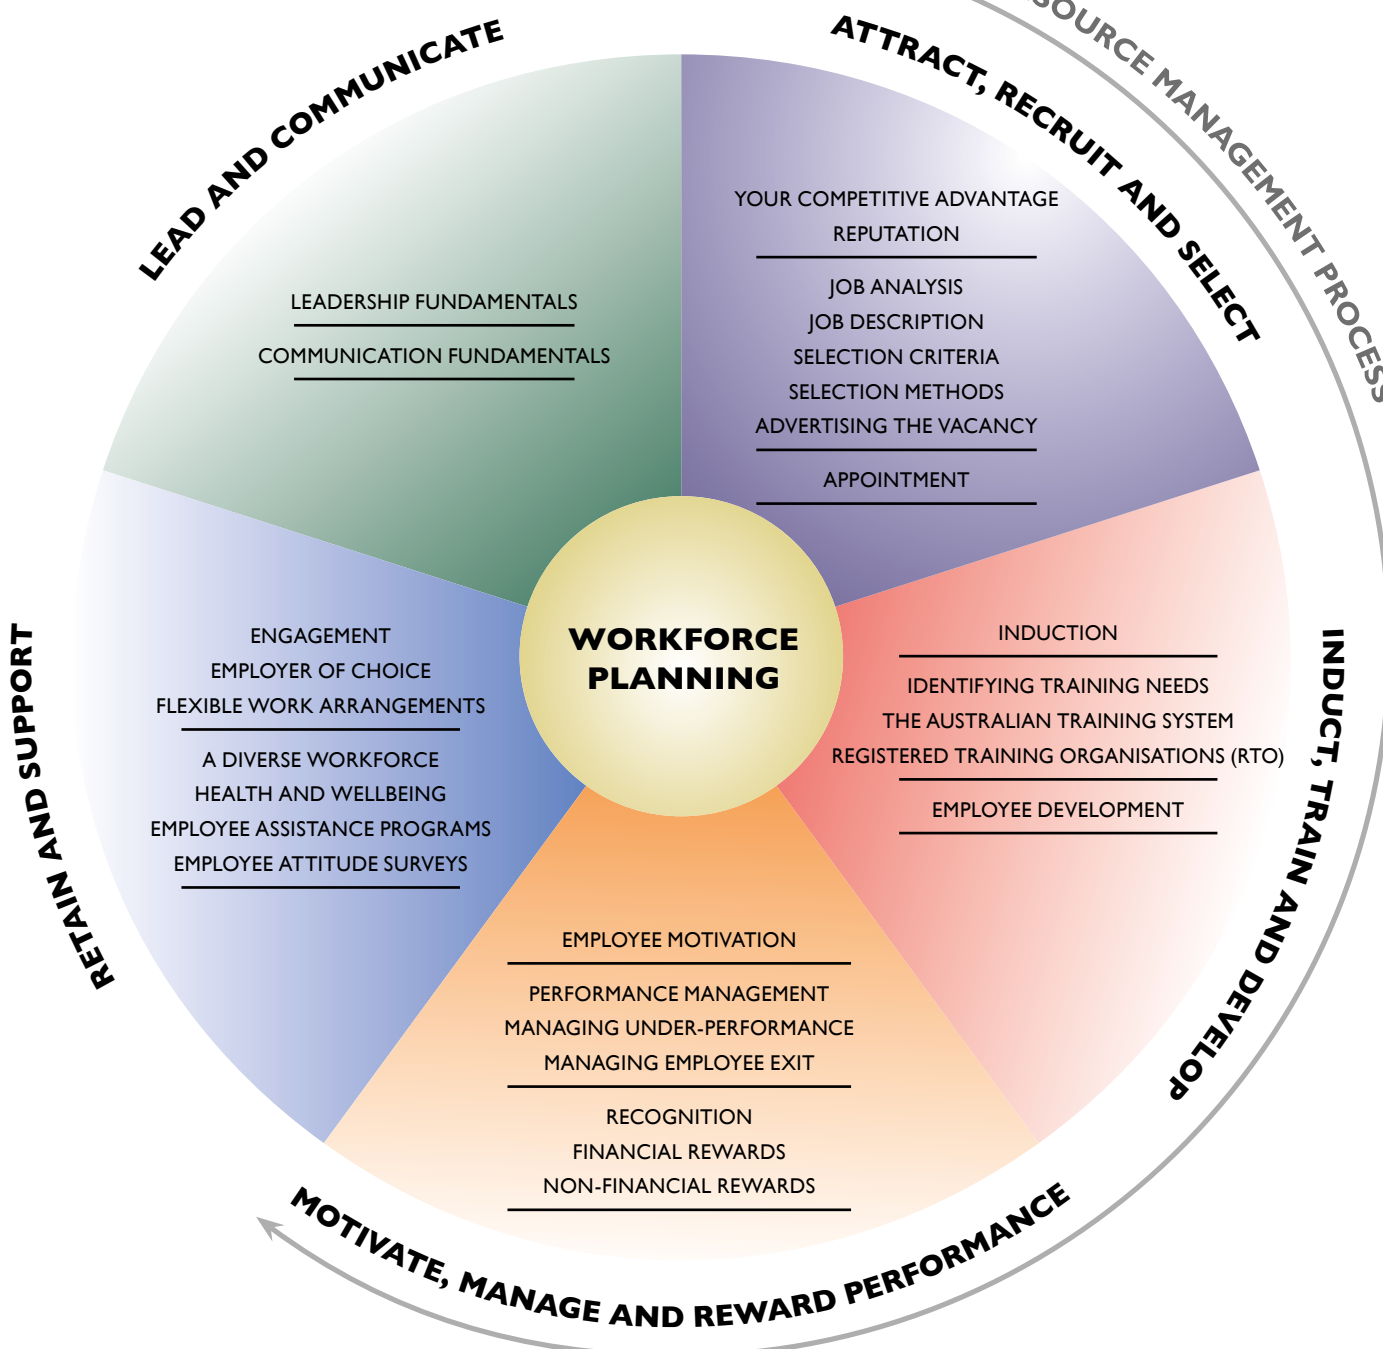 SOURCE MANAGEMENT PROCESS
LEAD AND COMMUNICATE
ATTRACT, RECRUIT AND SELECT
YOUR COMPETITIVE ADVANTAGE
REPUTATION
JOB ANALYSIS
JOB DESCRIPTION
SELECTION CRITERIA
SELECTION METHODS
ADVERTISING THE VACANCY
APPOINTMENT
LEADERSHIP FUNDAMENTALS
COMMUNICATION FUNDAMENTALS
WORKFORCE
PLANNING
INDUCT, TRAIN AND DEVELOP
INDUCTION
IDENTIFYING TRAINING NEEDS
THE AUSTRALIAN TRAINING SYSTEM
REGISTERED TRAINING ORGANISATIONS (RTO)
EMPLOYEE DEVELOPMENT
RETAIN AND SUPPORT
ENGAGEMENT
EMPLOYER OF CHOICE
FLEXIBLE WORK ARRANGEMENTS
A DIVERSE WORKFORCE
HEALTH AND WELLBEING
EMPLOYEE ASSISTANCE PROGRAMS
EMPLOYEE ATTITUDE SURVEYS
EMPLOYEE MOTIVATION
PERFORMANCE MANAGEMENT
MANAGING UNDER-PERFORMANCE
MANAGING EMPLOYEE EXIT
RECOGNITION
FINANCIAL REWARDS
NON-FINANCIAL REWARDS
MOTIVATE, MANAGE AND REWARD PERFORMANCE